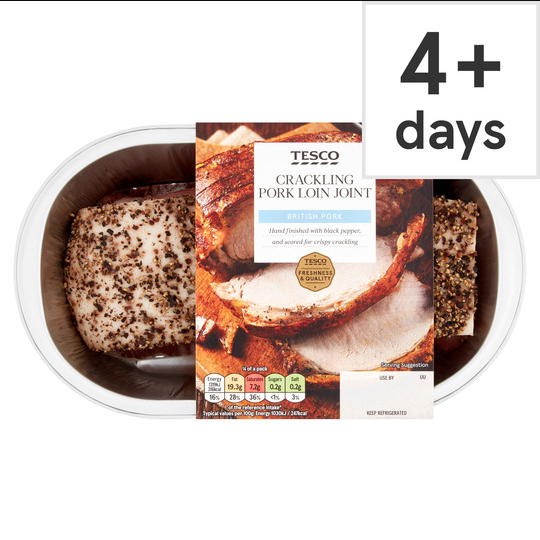 4+
days
TESCO
CRACKLING
PORK LOIN JOINT
BRITISH PORK
Hand finished with black pepper,
and scored for crispy crackling
TESCO
FRESHNESS
& QUALITY
Serving Suggestion
¼ of a pack
Energy Fat Saturates Sugars Salt
19.3g 7.2g 0.2g 0.2g
16% 28% 36% <1% 3%
of the reference intake*
Typical values per 100g: Energy 1030kJ / 247kcal
USE BY
KEEP REFRIGERATED